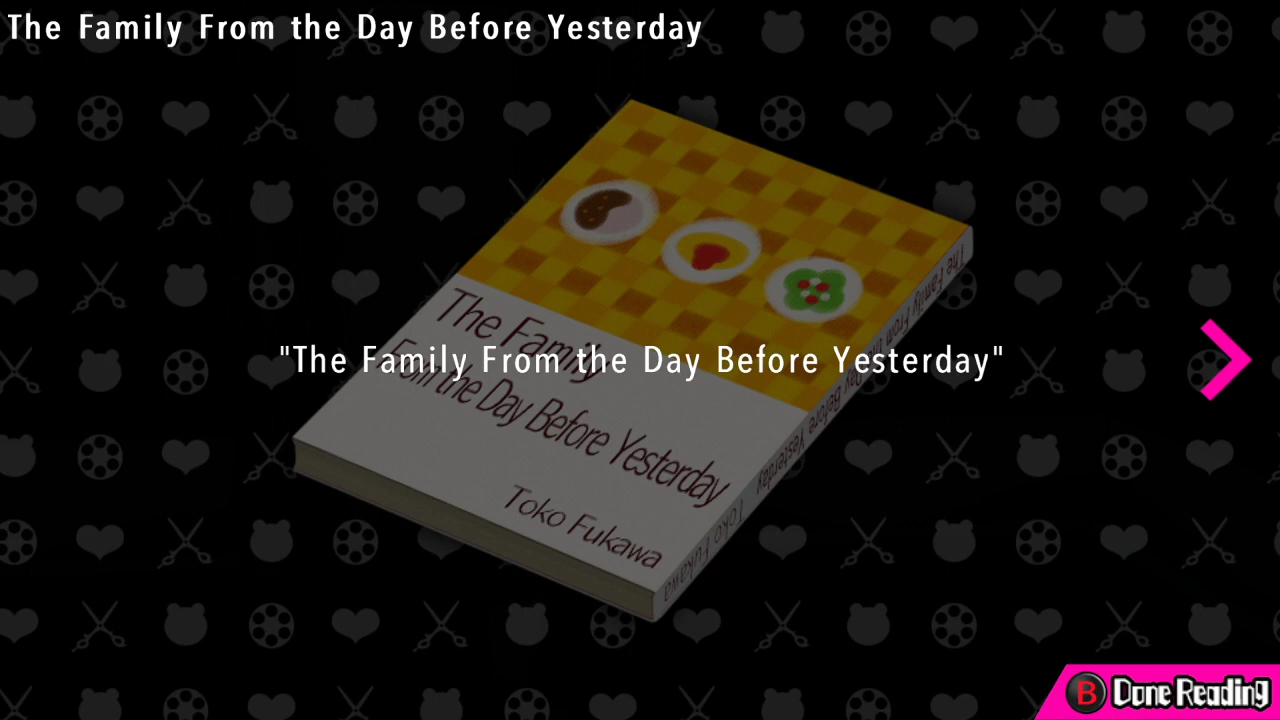 The Family From the Day Before Yesterday
"The Family From the Day Before Yesterday"
The Family
From the Day Before Yesterday
Toko Fukawa
The Family From the Day Before Yesterday Toko Fukawa
B Done Reading